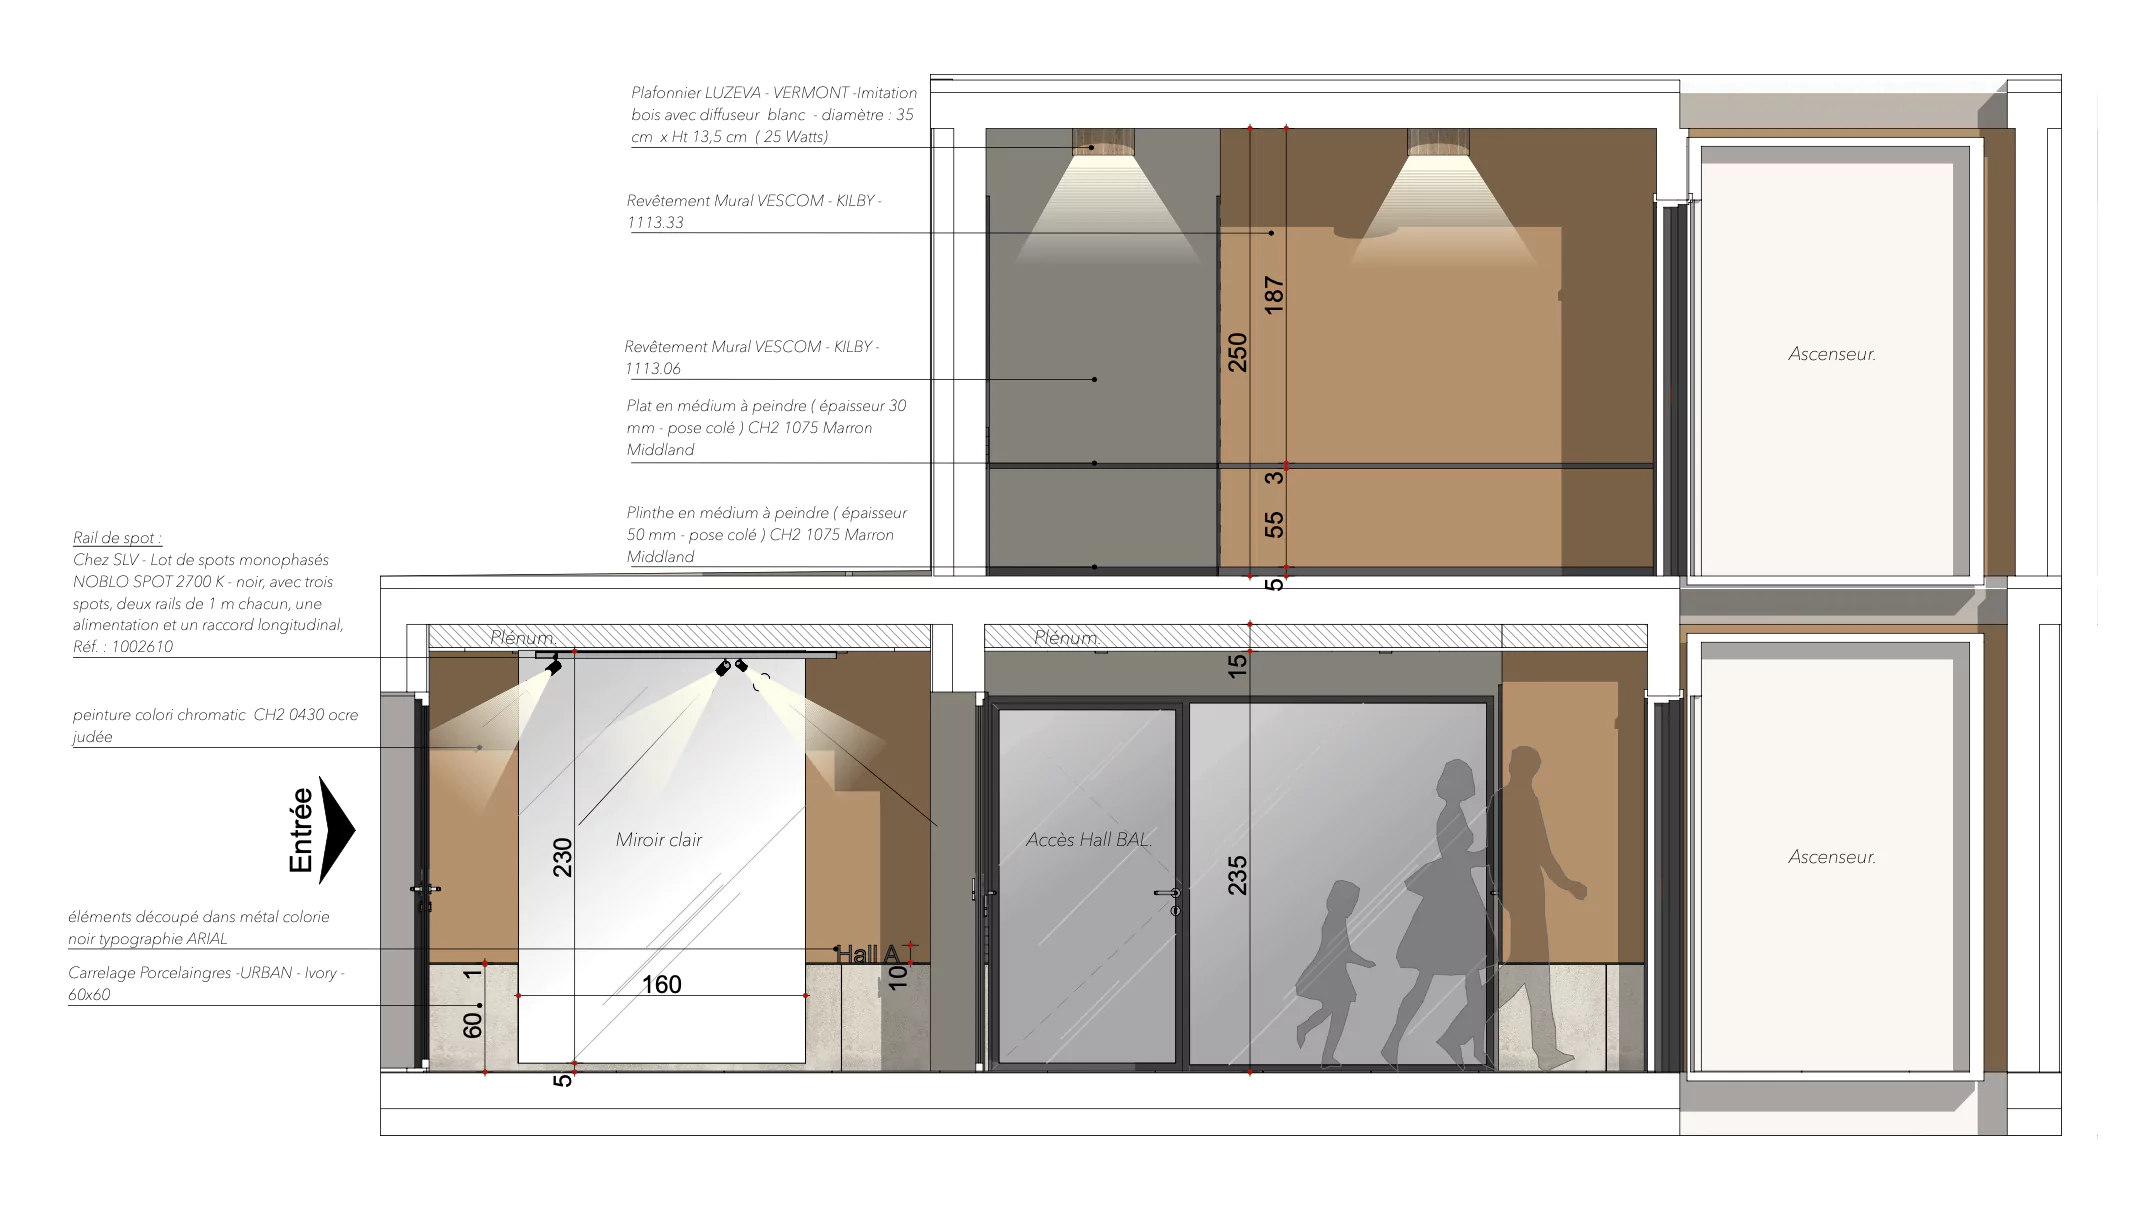 Plafonnier LUZEVA - VERMONT -Imitation
bois avec diffuseur blanc - diamètre : 35
cm x Ht 13,5 cm ( 25 Watts)
Revêtement Mural VESCOM - KILBY -
1113.33
187
250
Revêtement Mural VESCOM - KILBY -
1113.06
Ascenseur.
Plat en médium à peindre ( épaisseur 30
mm - pose colé ) CH2 1075 Marron
Middland
3
55
Plinthe en médium à peindre ( épaisseur
50 mm - pose colé ) CH2 1075 Marron
Middland
5
Rail de spot :
Chez SLV - Lot de spots monophasés
NOBLO SPOT 2700 K - noir, avec trois
spots, deux rails de 1 m chacun, une
alimentation et un raccord longitudinal,
Réf. : 1002610
Plénum.
Plénum.
15
peinture colori chromatic CH2 0430 ocre
judée
Entrée
230
Miroir clair
Accès Hall BAL.
235
Ascenseur.
éléments découpé dans métal colorie
noir typographie ARIAL
Hall A
10
Carrelage Porcelaingres -URBAN - Ivory -
60x60
1
160
60
5